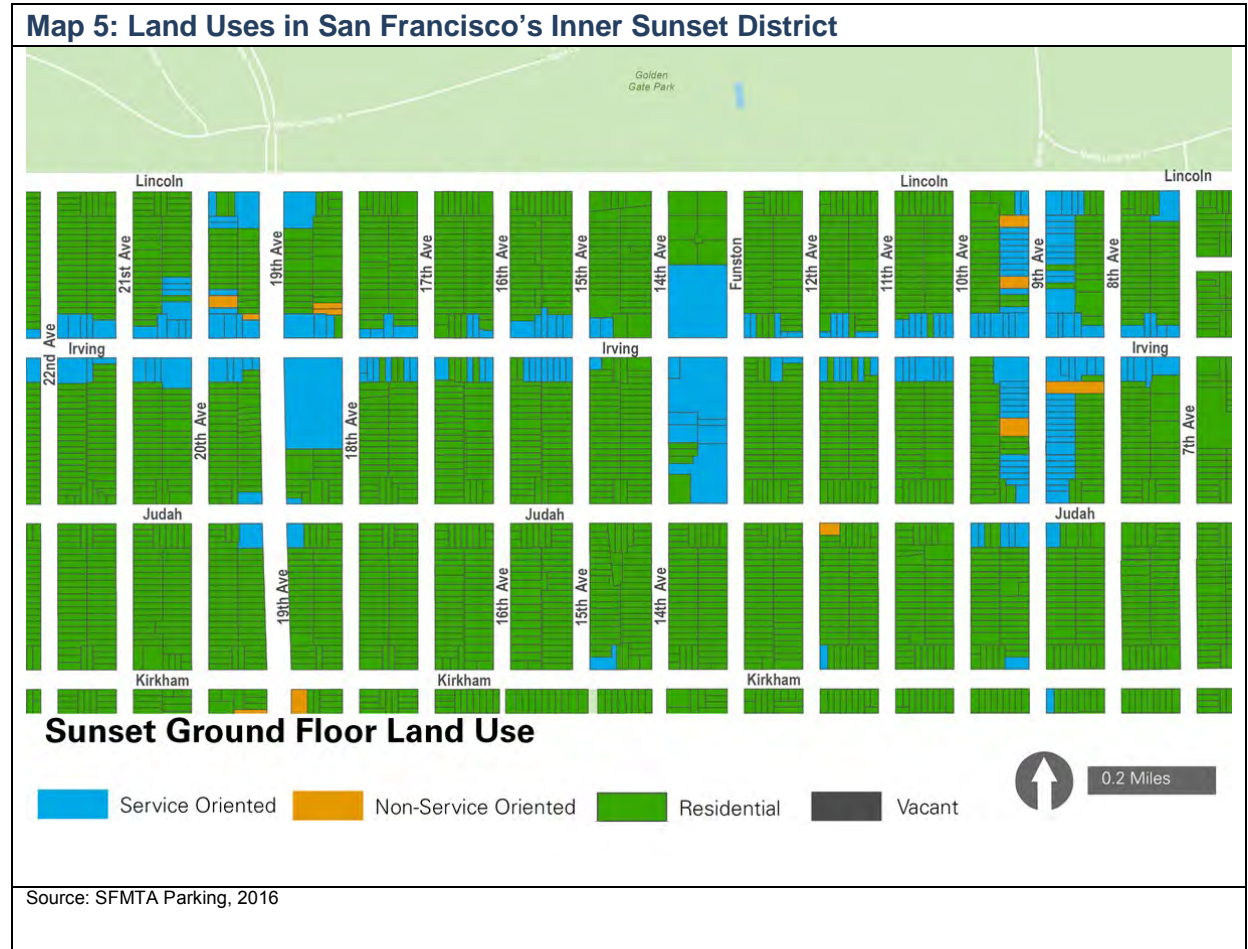 Map 5: Land Uses in San Francisco's Inner Sunset District
Golden
Gate Park
Lincoln
Lincoln
Lincoln
21st Ave
19th Ave
17th Ave
16th Ave
15th Ave
14th Ave
Funston
12th Ave
11th Ave
10th Ave
9th Ave
8th Ave
22nd Ave
Irving
Irving
Irving
20th Ave
18th Ave
7th Ave
Judah
Judah
Judah
19th Ave
16th Ave
15th Ave
14th Ave
Kirkham
Kirkham
Kirkham
Sunset Ground Floor Land Use
Service Oriented
Non-Service Oriented
Residential
Vacant
0.2 Miles
Source: SFMTA Parking, 2016